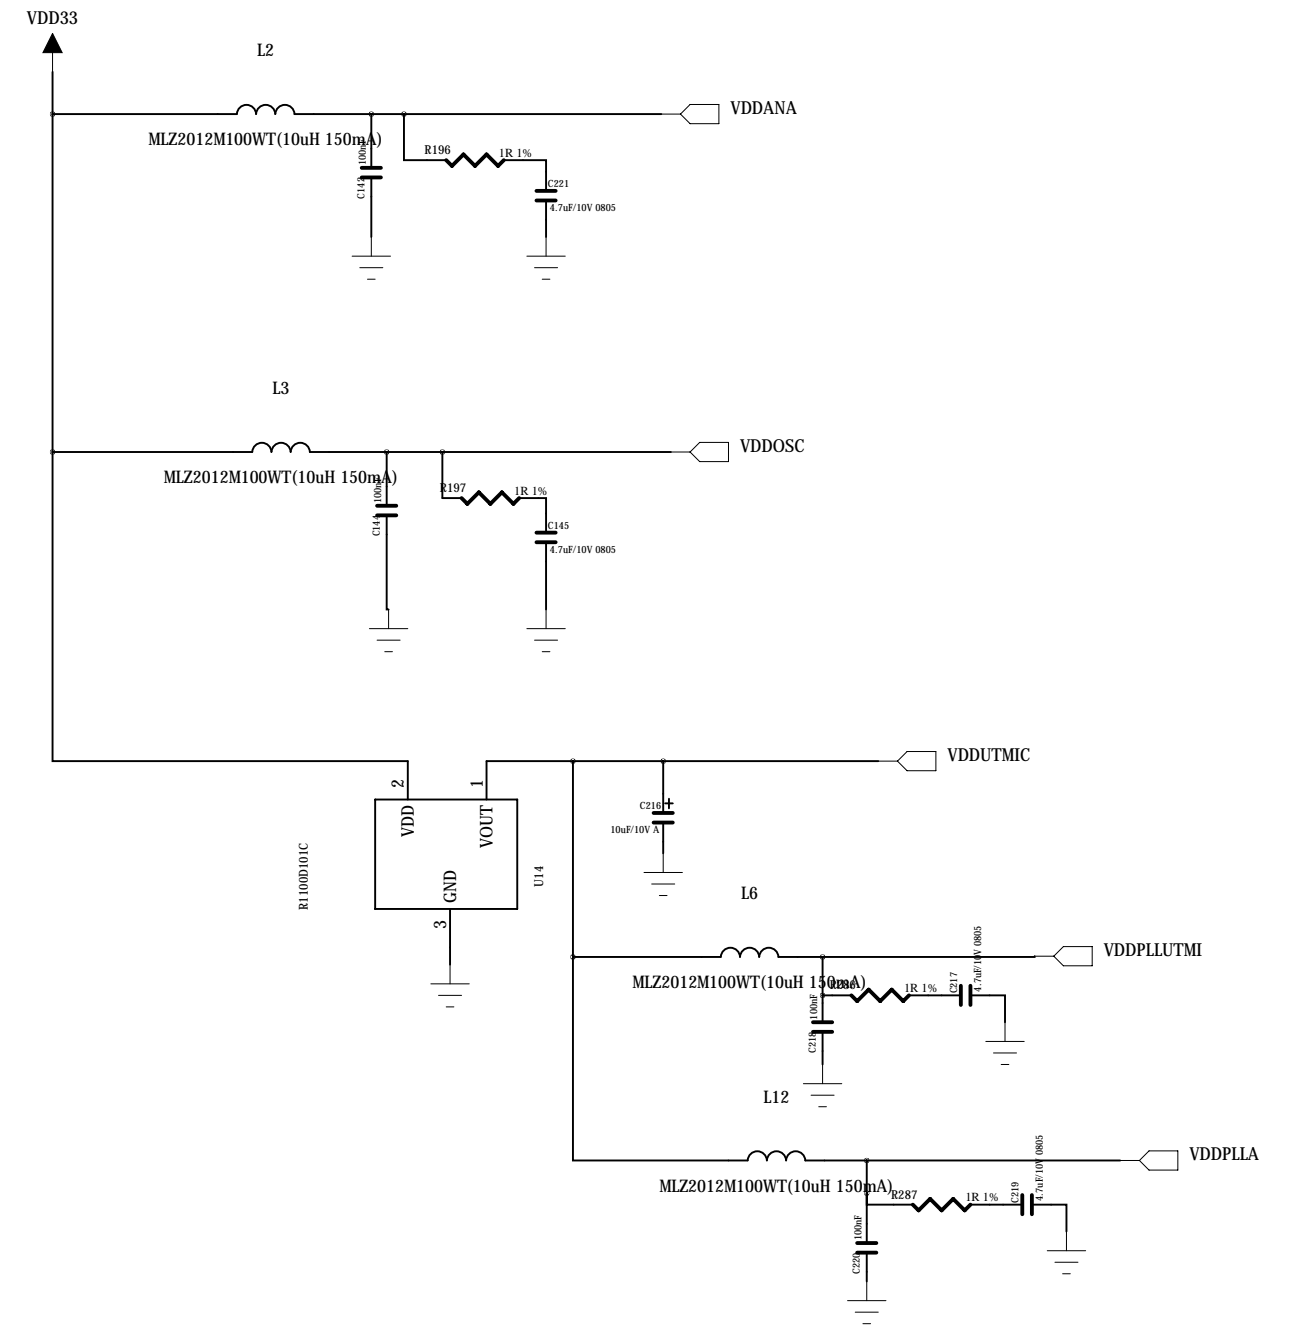 VDD33
L2
VDDANA
MLZ2012M100WT(10uH 150mA)
100nF
C142
R196
1R 1%
C221
4.7uF/10V 0805
L3
VDDOSC
MLZ2012M100WT(10uH 150mA)
100nF
C144
R197
1R 1%
C145
4.7uF/10V 0805
VDDUTMIC
2
1
VDD
VOUT
GND
3
R1100D101C
U14
C216
+
10uF/10V A
L6
VDDPLLUTMI
MLZ2012M100WT(10uH 150mA)
1R 1%
C217
4.7uF/10V 0805
100nF
C218
L12
VDDPLLA
MLZ2012M100WT(10uH 150mA)
R287
1R 1%
C219
4.7uF/10V 0805
100nF
C220